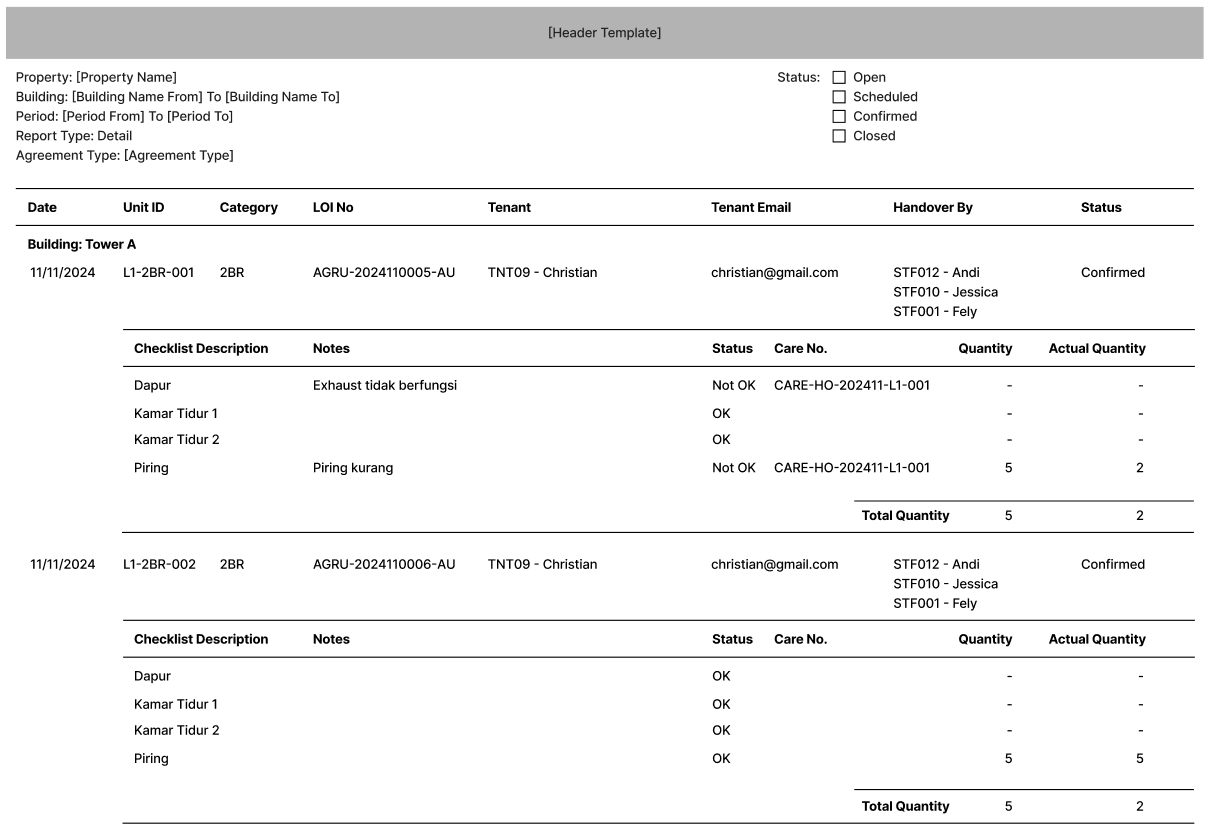 [Header Template]
Property: [Property Name]
Building: [Building Name From] To [Building Name To]
Period: [Period From] To [Period To]
Report Type: Detail
Agreement Type: [Agreement Type]
Status: Open
Scheduled
Confirmed
Closed
Date Unit ID Category LOI No Tenant Tenant Email Handover By Status
Building: Tower A
11/11/2024 L1-2BR-001 2BR AGRU-2024110005-AU TNT09 - Christian christian@gmail.com STF012 - Andi Confirmed
STF010 - Jessica
STF001 - Fely
Checklist Description Notes Status Care No. Quantity Actual Quantity
Dapur Exhaust tidak berfungsi Not OK CARE-HO-202411-L1-001 - -
Kamar Tidur 1 OK - -
Kamar Tidur 2 OK - -
Piring Piring kurang Not OK CARE-HO-202411-L1-001 5 2
Total Quantity 5 2
11/11/2024 L1-2BR-002 2BR AGRU-2024110006-AU TNT09 - Christian christian@gmail.com STF012 - Andi Confirmed
STF010 - Jessica
STF001 - Fely
Checklist Description Notes Status Care No. Quantity Actual Quantity
Dapur OK - -
Kamar Tidur 1 OK - -
Kamar Tidur 2 OK - -
Piring OK 5 5
Total Quantity 5 2